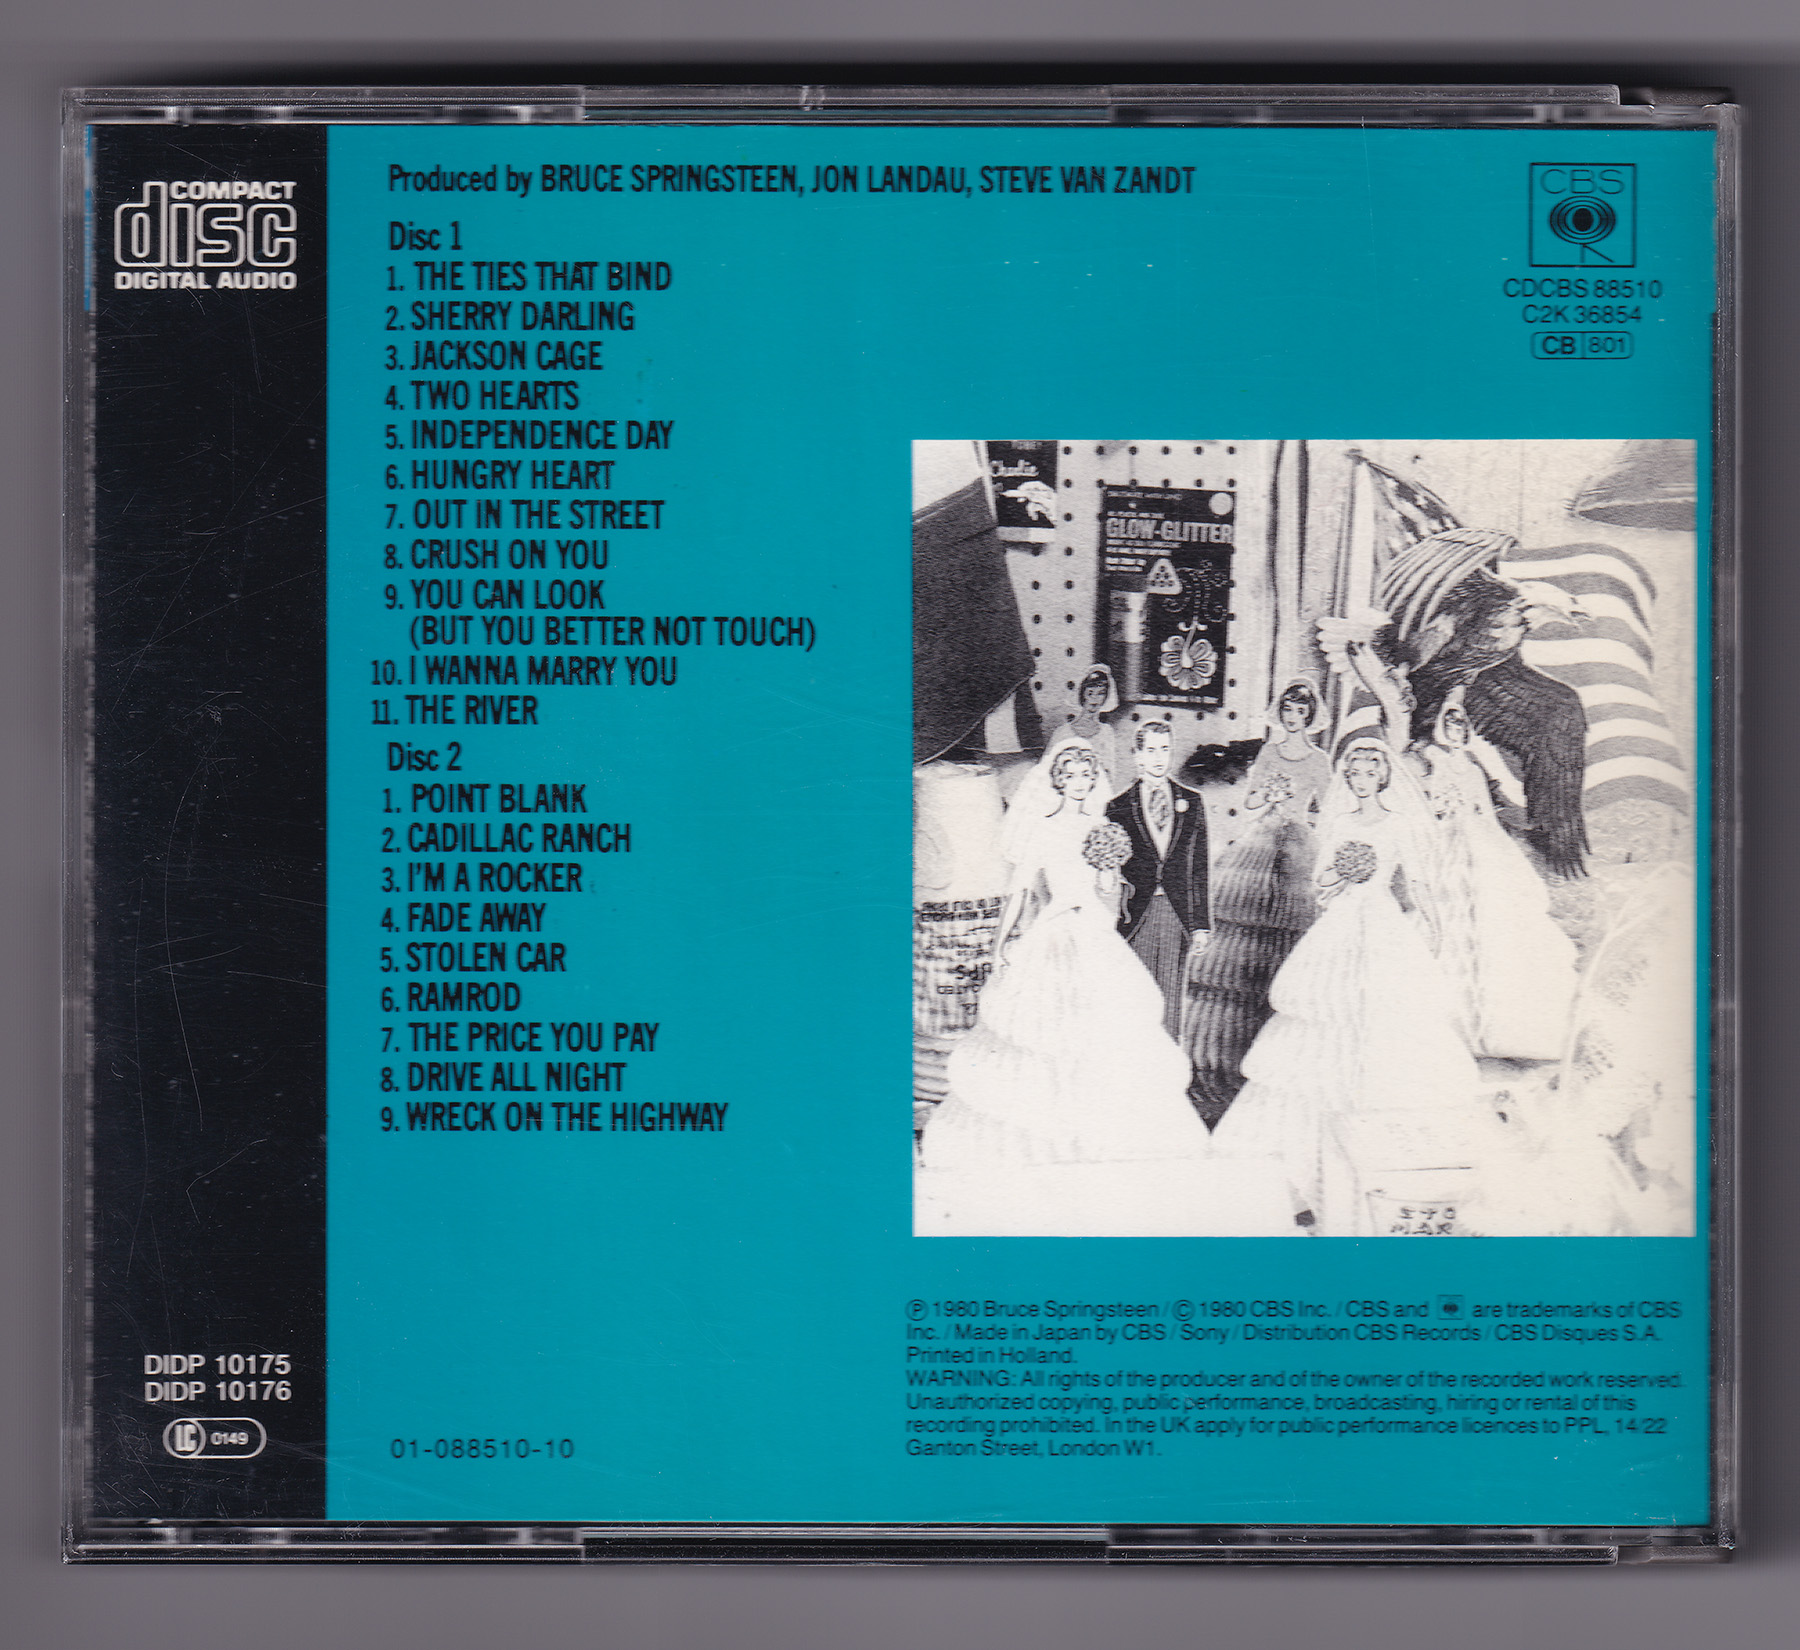 COMPACT
disc
DIGITAL AUDIO
Produced by BRUCE SPRINGSTEEN, JON LANDAU, STEVE VAN ZANDT
Disc 1
1. THE TIES THAT BIND
2. SHERRY DARLING
3. JACKSON CAGE
4. TWO HEARTS
5. INDEPENDENCE DAY
6. HUNGRY HEART
7. OUT IN THE STREET
8. CRUSH ON YOU
9. YOU CAN LOOK
(BUT YOU BETTER NOT TOUCH)
10. I WANNA MARRY YOU
11. THE RIVER
Disc 2
1. POINT BLANK
2. CADILLAC RANCH
3. I'M A ROCKER
4. FADE AWAY
5. STOLEN CAR
6. RAMROD
7. THE PRICE YOU PAY
8. DRIVE ALL NIGHT
9. WRECK ON THE HIGHWAY
CBS
CDCBS 88510
C2K 36854
CB 801
Charlie
GLOW-GLITTER
DIDP 10175
DIDP 10176
LC 0149
01-088510-10
℗ 1980 Bruce Springsteen / © 1980 CBS Inc. / CBS and are trademarks of CBS
Inc. / Made in Japan by CBS / Sony / Distribution CBS Records / CBS Disques S.A.
Printed in Holland.
WARNING: All rights of the producer and of the owner of the recorded work reserved.
Unauthorized copying, public performance, broadcasting, hiring or rental of this
recording prohibited. In the UK apply for public performance licences to PPL, 14/22
Ganton Street, London W1.